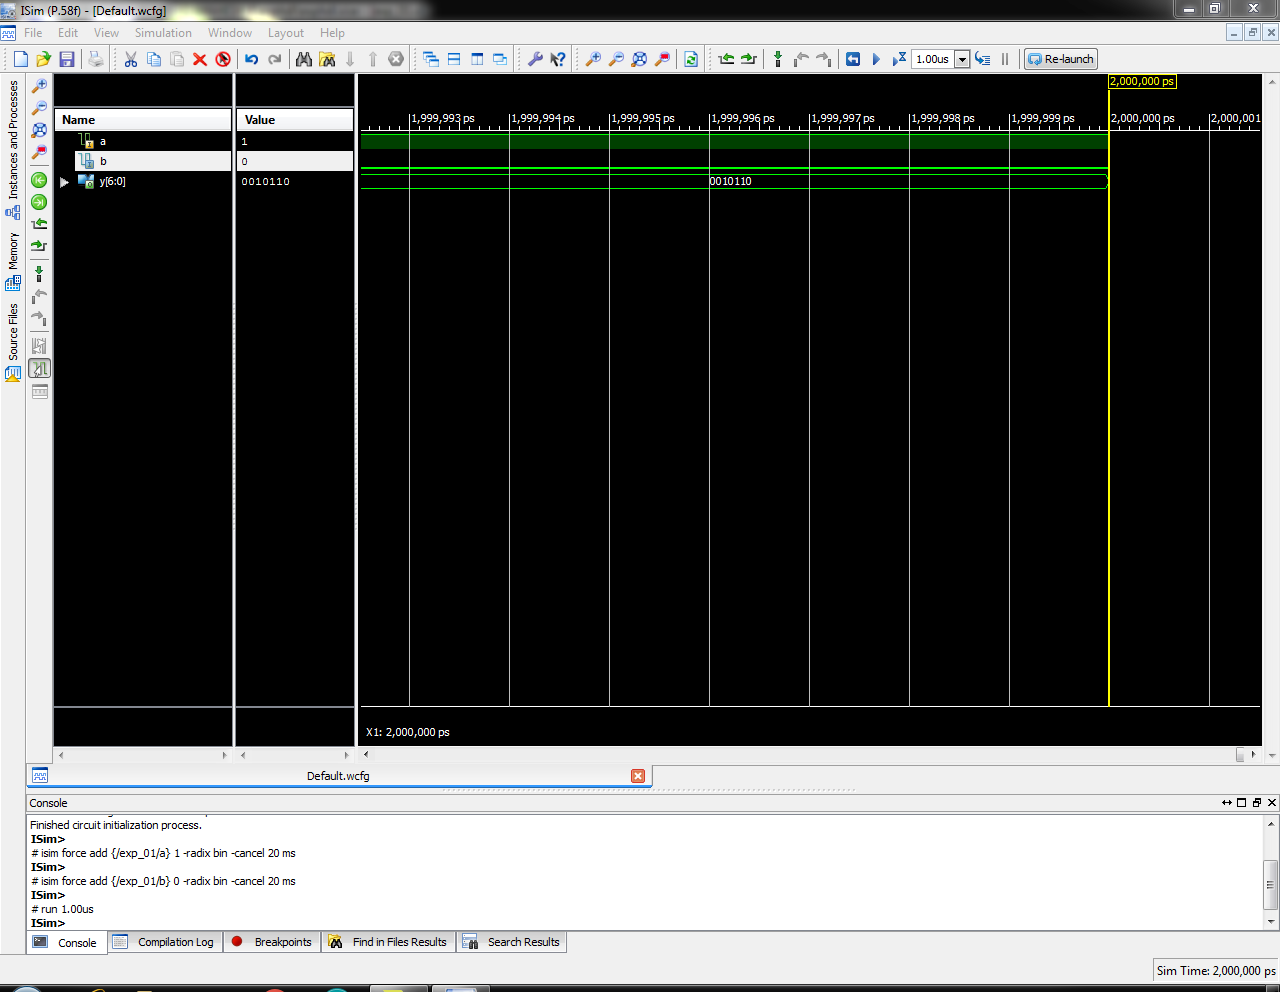 ISim (P.58f) - [Default.wcfg]
File Edit View Simulation Window Layout Help
1.00us Re-launch
Instances and Processes
Memory
Source Files
Name Value
a 1
b 0
y[6:0] 0010110
2,000,000 ps
1,999,993 ps 1,999,994 ps 1,999,995 ps 1,999,996 ps 1,999,997 ps 1,999,998 ps 1,999,999 ps 2,000,000 ps 2,000,001
0010110
X1: 2,000,000 ps
Default.wcfg
Console
Finished circuit initialization process.
ISim>
# isim force add {/exp_01/a} 1 -radix bin -cancel 20 ms
ISim>
# isim force add {/exp_01/b} 0 -radix bin -cancel 20 ms
ISim>
# run 1.00us
ISim>
Console Compilation Log Breakpoints Find in Files Results Search Results
Sim Time: 2,000,000 ps